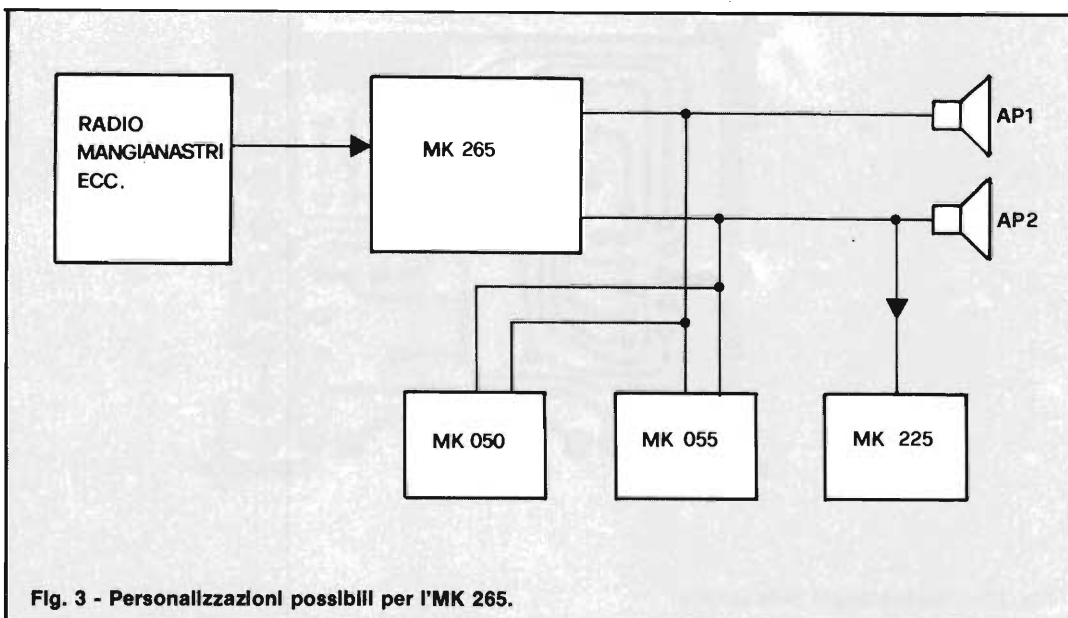 RADIO
MANGIANASTRI
ECC.
MK 265
AP1
AP2
MK 050
MK 055
MK 225
Fig. 3 - Personalizzazioni possibili per l'MK 265.